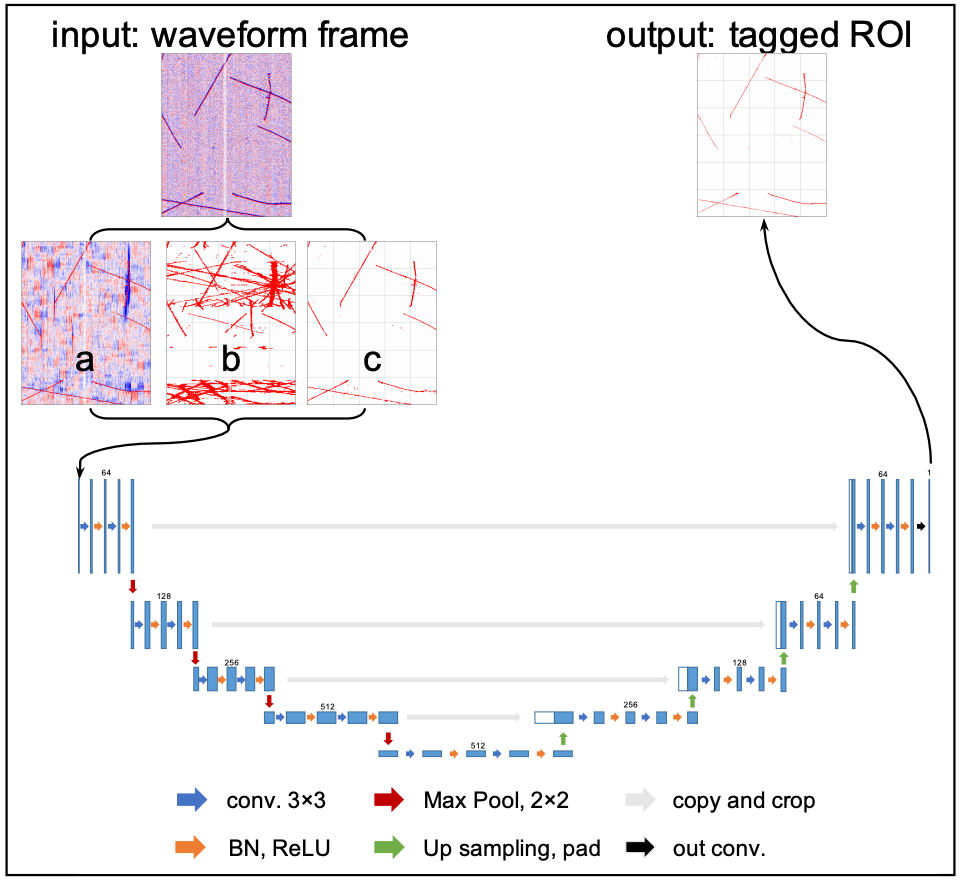 input: waveform frame
output: tagged ROI
a
b
c
64
64
1
128
64
256
128
512
256
512
conv. 3×3
Max Pool, 2×2
copy and crop
BN, ReLU
Up sampling, pad
out conv.